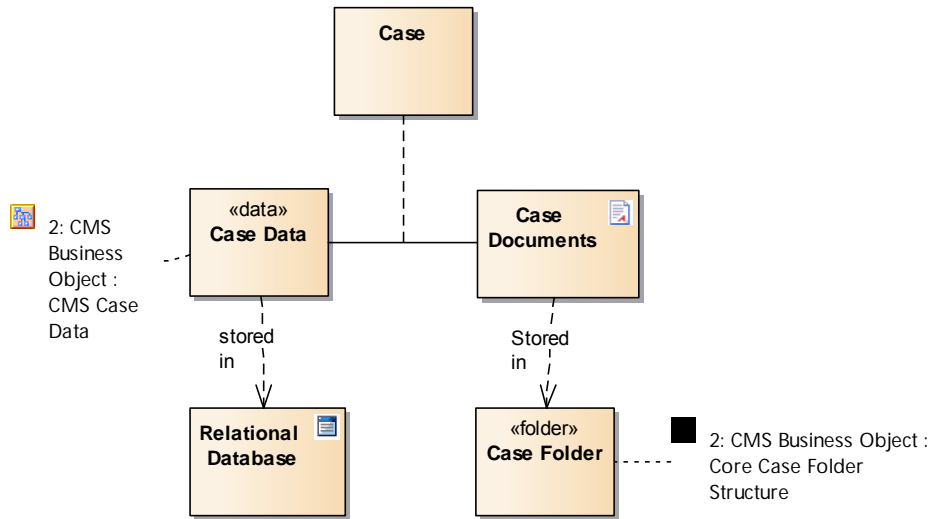 Case
«data»
Case Data
Case
Documents
2: CMS
Business
Object :
CMS Case
Data
stored
in
Stored
in
Relational
Database
«folder»
Case Folder
2: CMS Business Object :
Core Case Folder
Structure